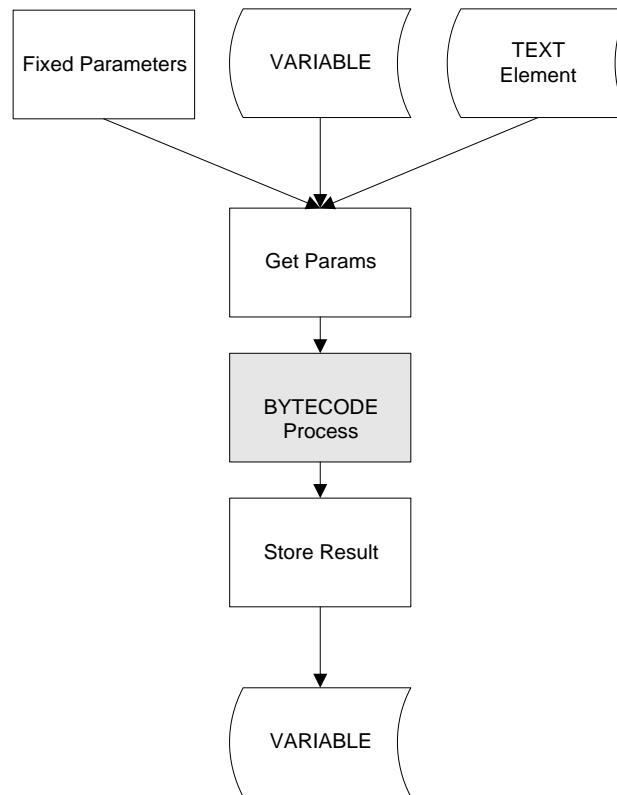 Fixed Parameters
VARIABLE
TEXT
Element
Get Params
BYTECODE
Process
Store Result
VARIABLE